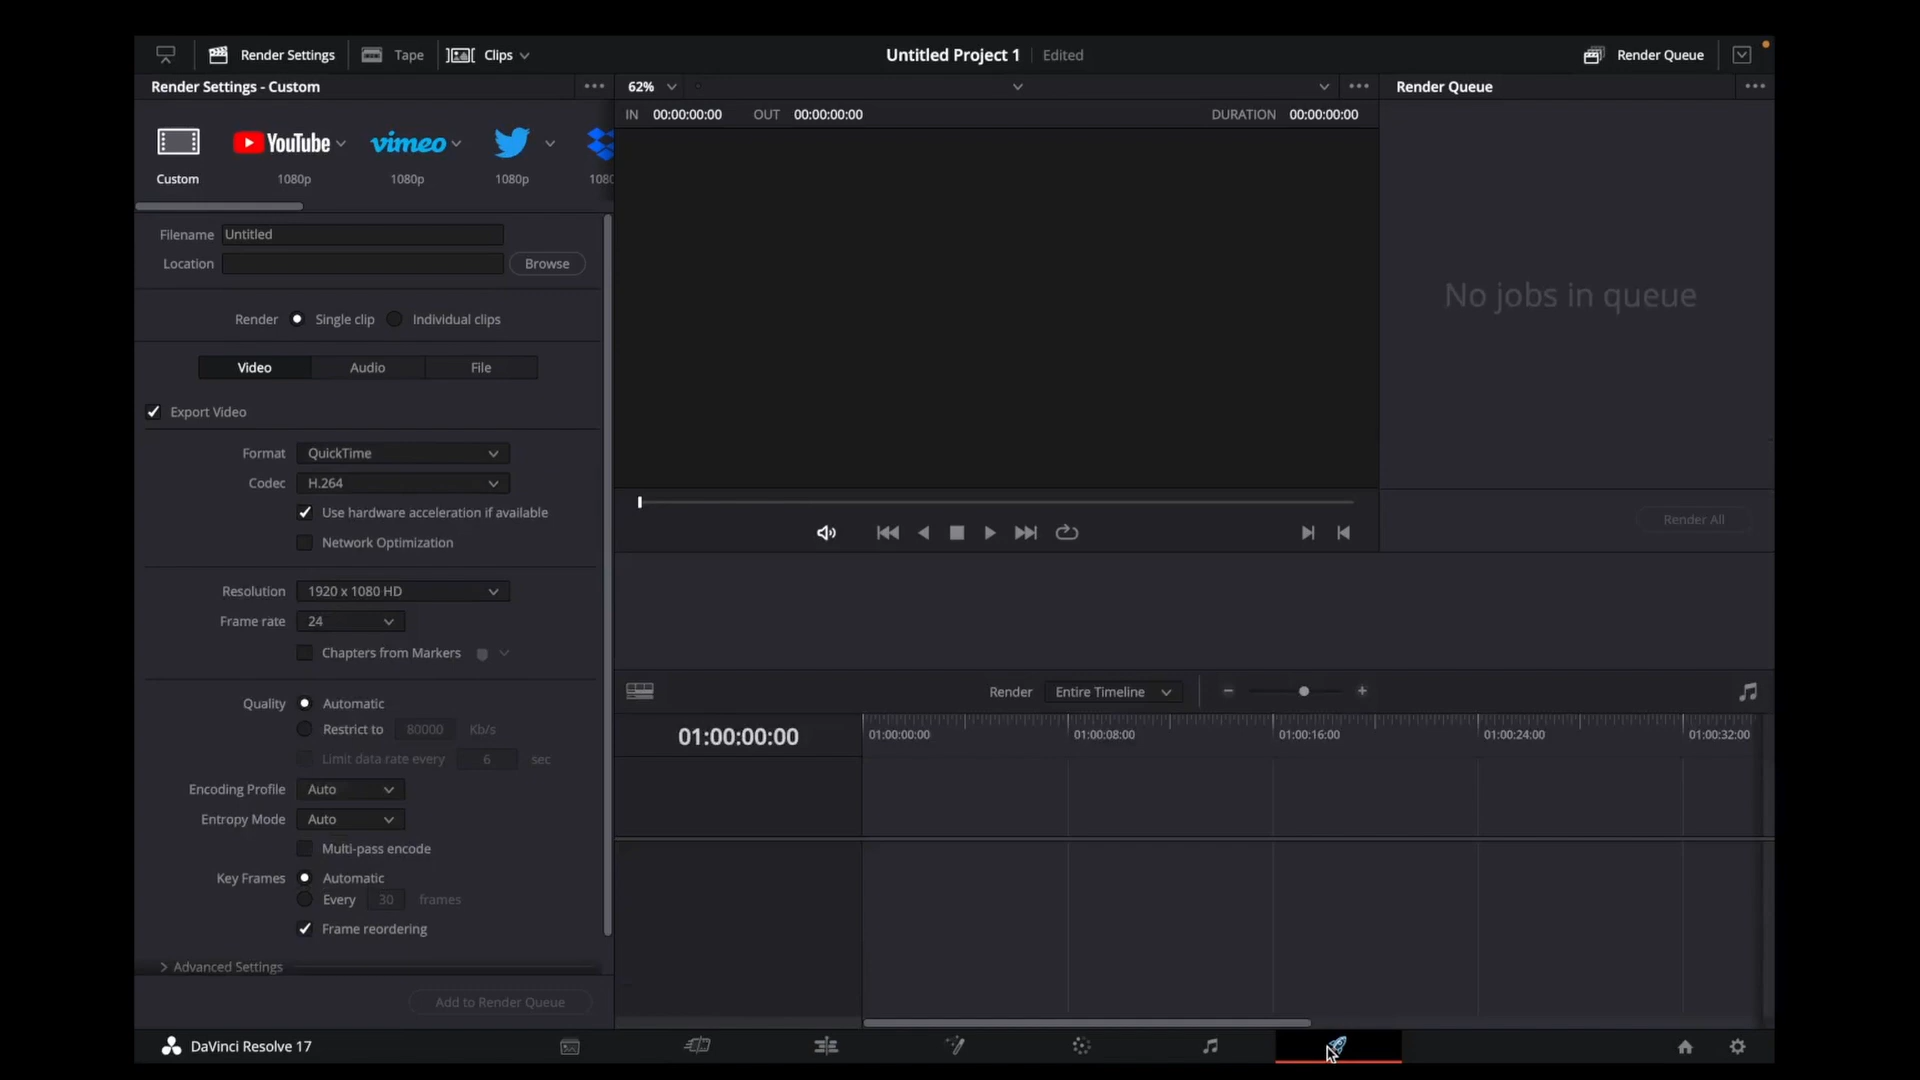 Render Settings
Tape
Clips
Untitled Project 1
Edited
Render Queue
Render Settings - Custom
62%
Render Queue
IN 00:00:00:00 OUT 00:00:00:00
DURATION 00:00:00:00
YouTube
vimeo
Custom
1080p
1080p
1080p
Filename Untitled
Location
Browse
No jobs in queue
Render Single clip Individual clips
Video Audio File
Export Video
Format QuickTime
Codec H.264
Use hardware acceleration if available
Network Optimization
Render All
Resolution 1920 x 1080 HD
Frame rate 24
Chapters from Markers
Quality Automatic
Restrict to 80000 Kb/s
Limit data rate every 6 sec
Encoding Profile Auto
Entropy Mode Auto
Multi-pass encode
Key Frames Automatic
Every 30 frames
Frame reordering
Advanced Settings
Add to Render Queue
Render Entire Timeline
01:00:00:00
01:00:00:00 01:00:08:00 01:00:16:00 01:00:24:00 01:00:32:00
DaVinci Resolve 17